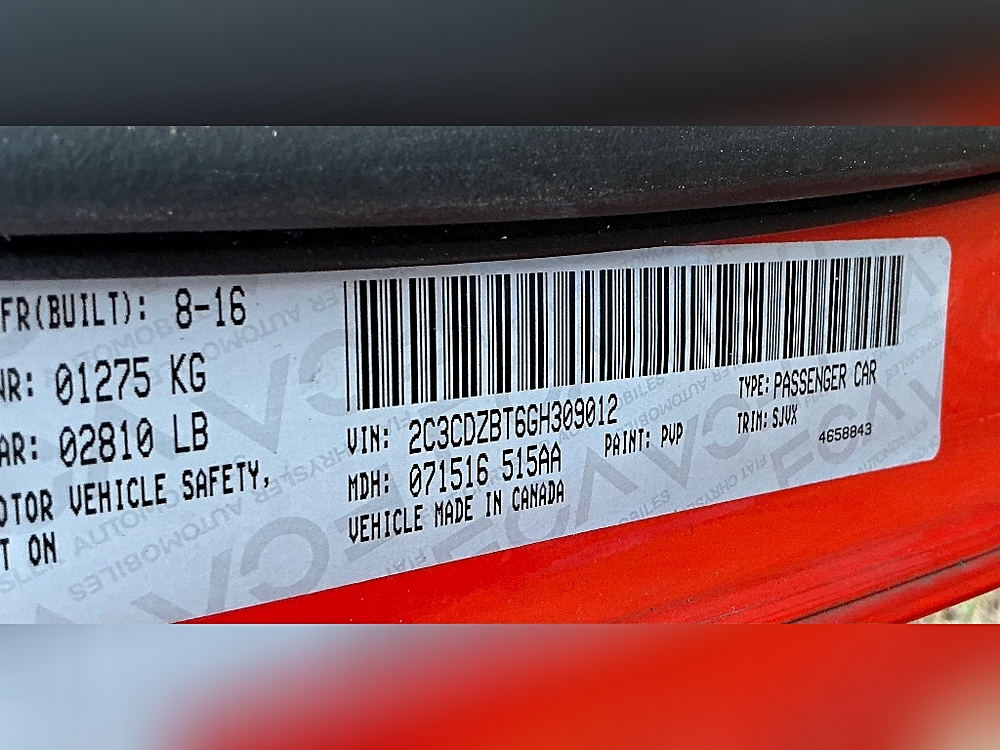 FR(BUILT): 8-16
WR: 01275 KG
AR: 02810 LB
OTOR VEHICLE SAFETY,
T ON
VIN: 2C3CDZBT6GH309012
MDH: 071516 515AA
VEHICLE MADE IN CANADA
PAINT: PVP
TYPE: PASSENGER CAR
TRIM: SJVX
4658843